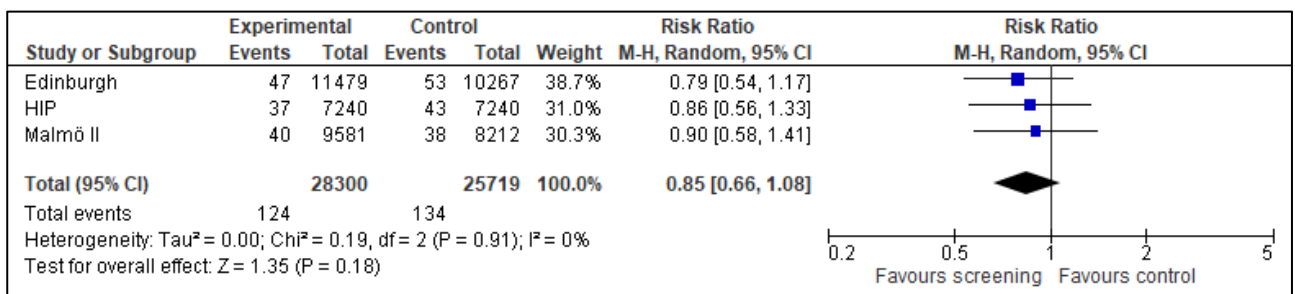 Experimental Control Risk Ratio Risk Ratio
Study or Subgroup Events Total Events Total Weight M-H, Random, 95% CI M-H, Random, 95% CI
Edinburgh 47 11479 53 10267 38.7% 0.79 [0.54, 1.17]
HIP 37 7240 43 7240 31.0% 0.86 [0.56, 1.33]
Malmö II 40 9581 38 8212 30.3% 0.90 [0.58, 1.41]
Total (95% CI) 28300 25719 100.0% 0.85 [0.66, 1.08]
Total events 124 134
Heterogeneity: Tau² = 0.00; Chi² = 0.19, df = 2 (P = 0.91); I² = 0%
Test for overall effect: Z = 1.35 (P = 0.18)
0.2 0.5 1 2 5
Favours screening Favours control